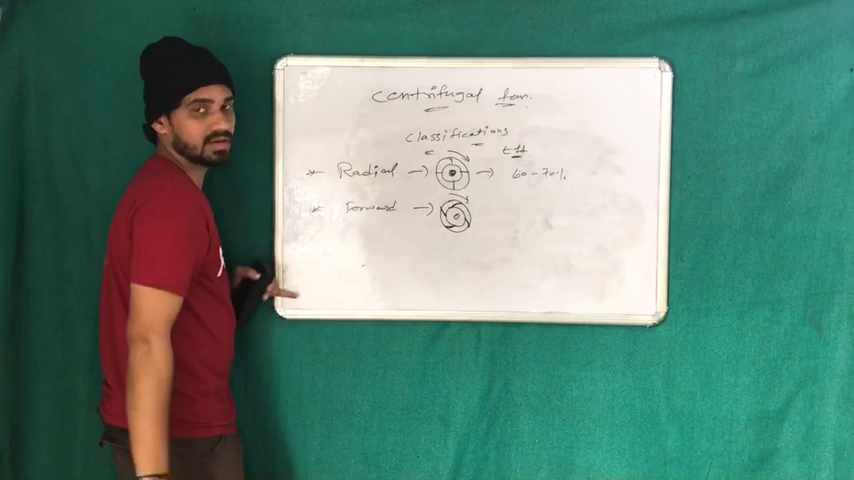 Centrifugal fan.
Classifications
Eff
* Radial → → 60-70%.
* Forward →